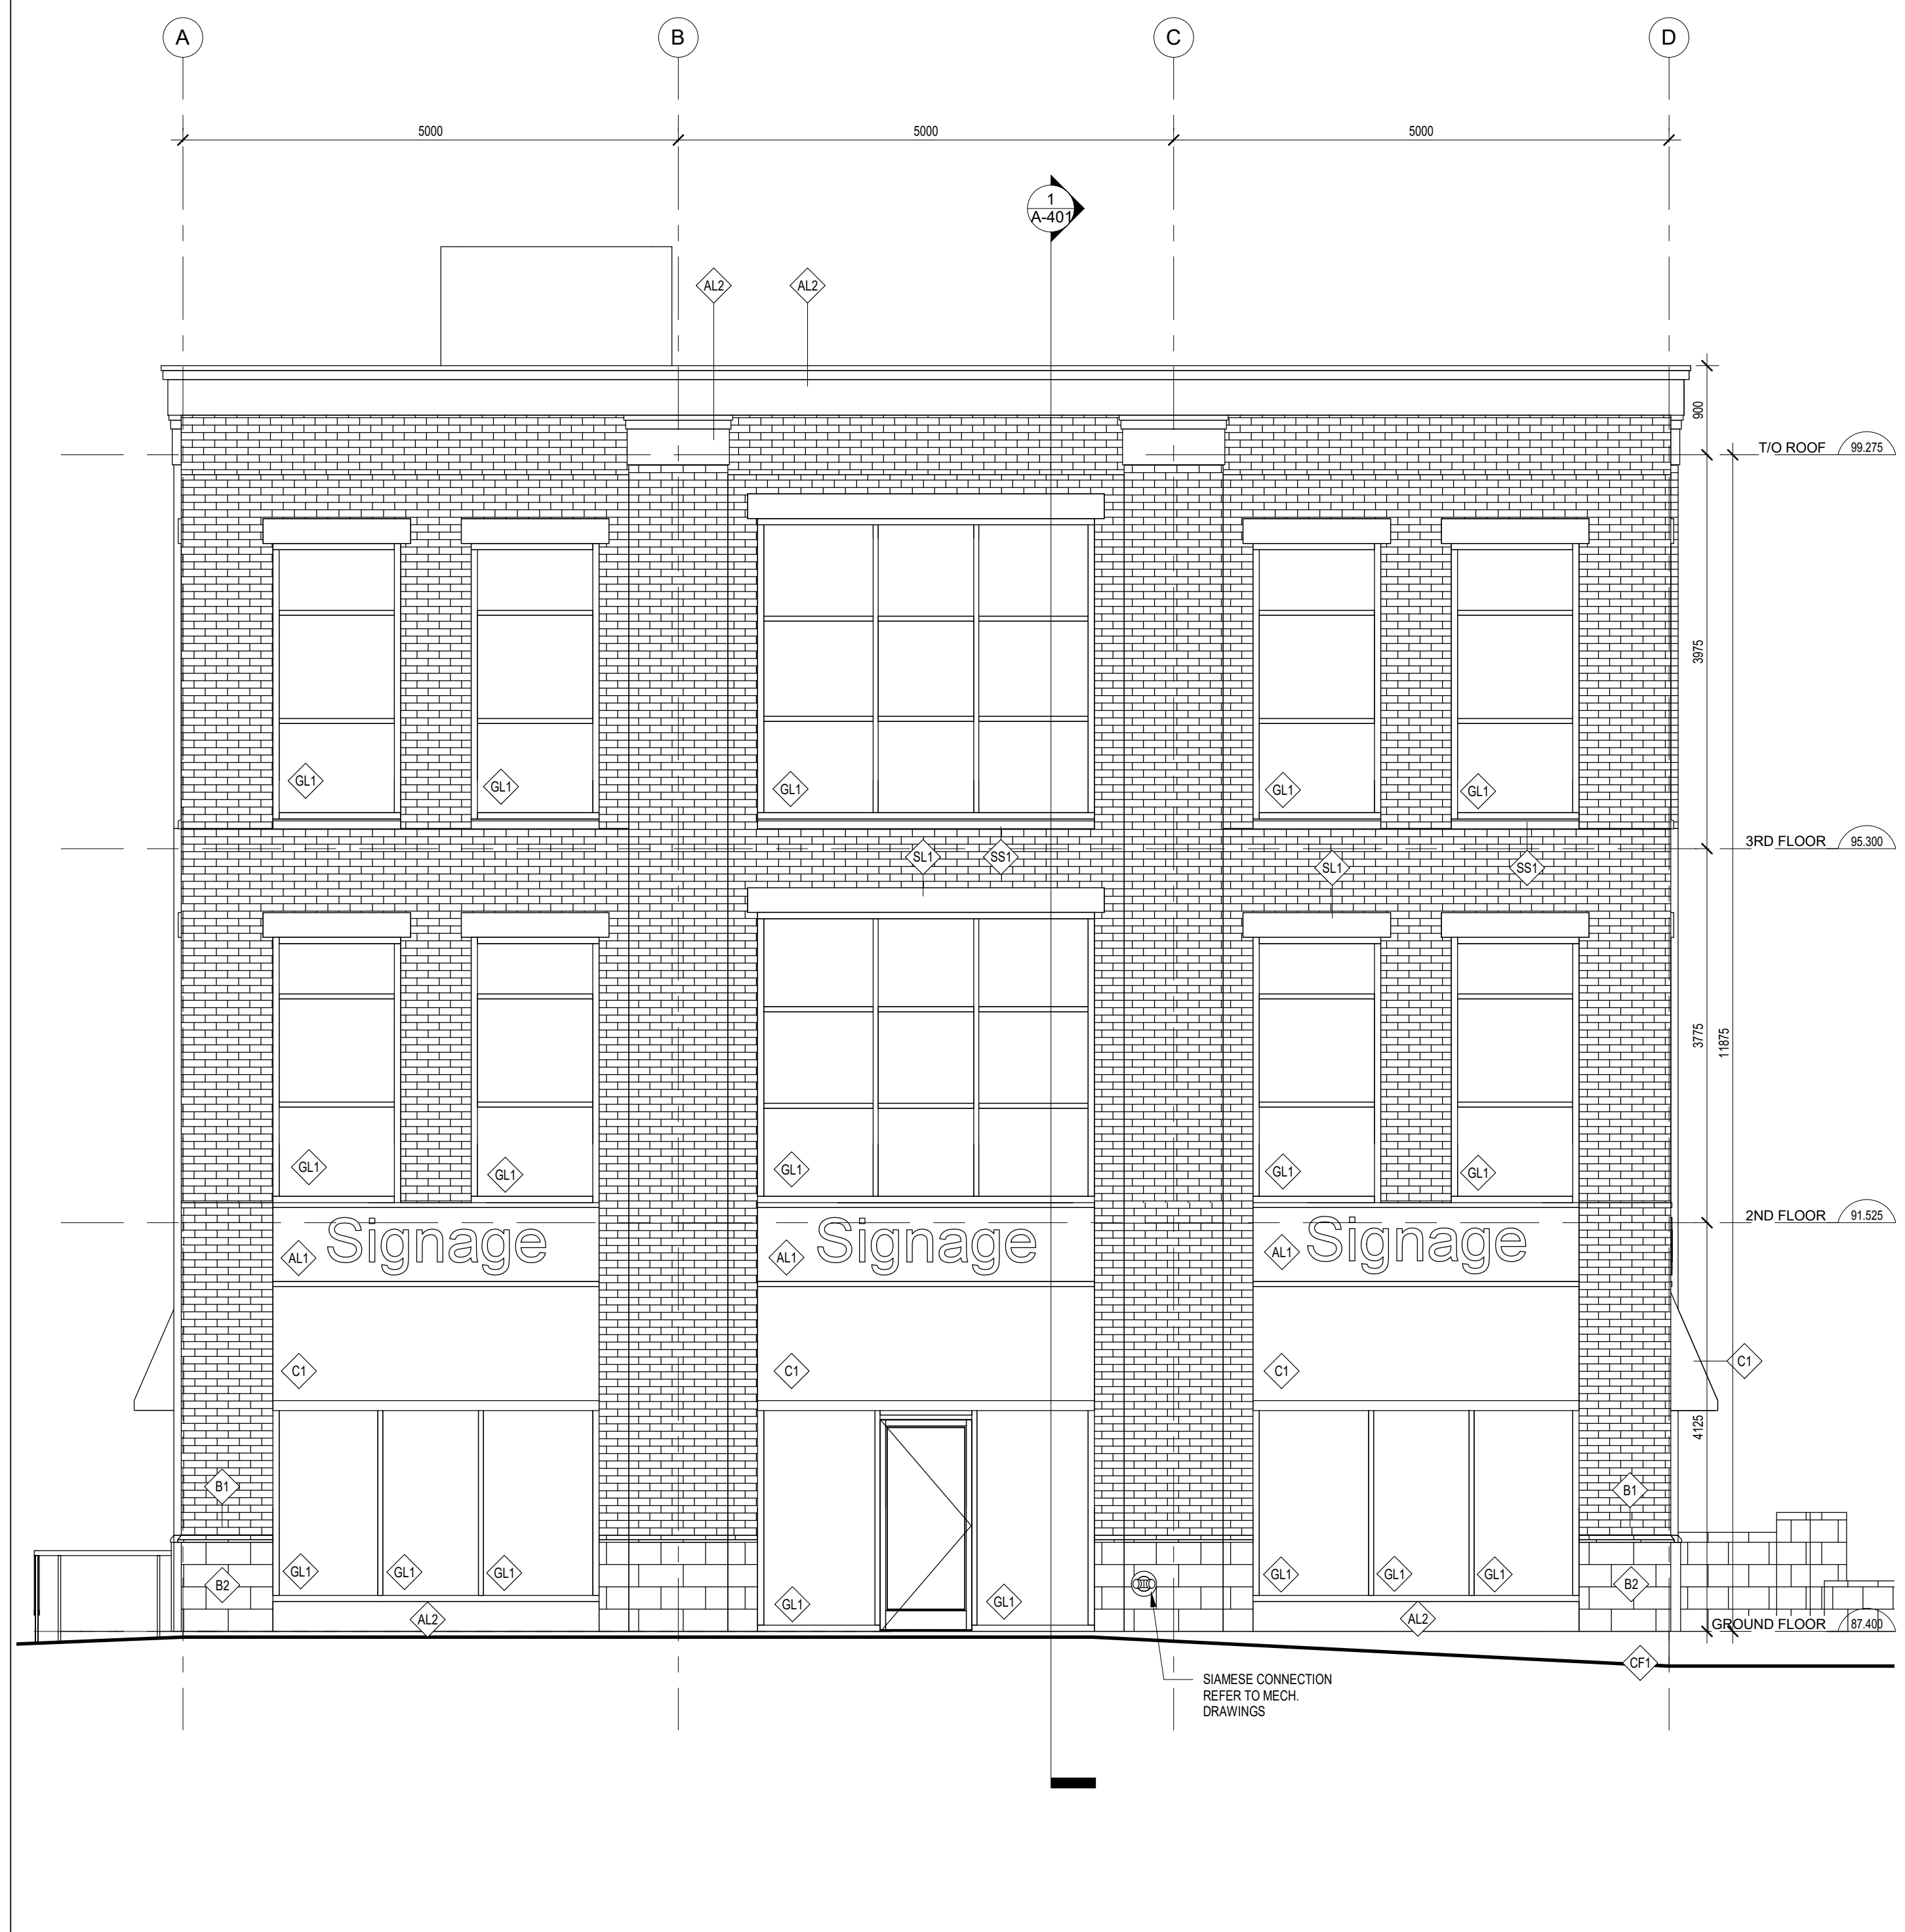 A B C D
5000 5000 5000
1
A-401
AL2 AL2
900
T/O ROOF 99.275
3975
GL1 GL1 GL1 GL1 GL1
3RD FLOOR 95.300
SL1 SS1 SL1 SS1
3775
11875
GL1 GL1 GL1 GL1 GL1
2ND FLOOR 91.525
Signage Signage Signage
AL1 AL1 AL1
C1 C1 C1 C1
4125
B1 B1
GL1 GL1 GL1 GL1 GL1 GL1
B2 B2
GL1 GL1
AL2 AL2
GROUND FLOOR 87.400
CF1
SIAMESE CONNECTION
REFER TO MECH.
DRAWINGS